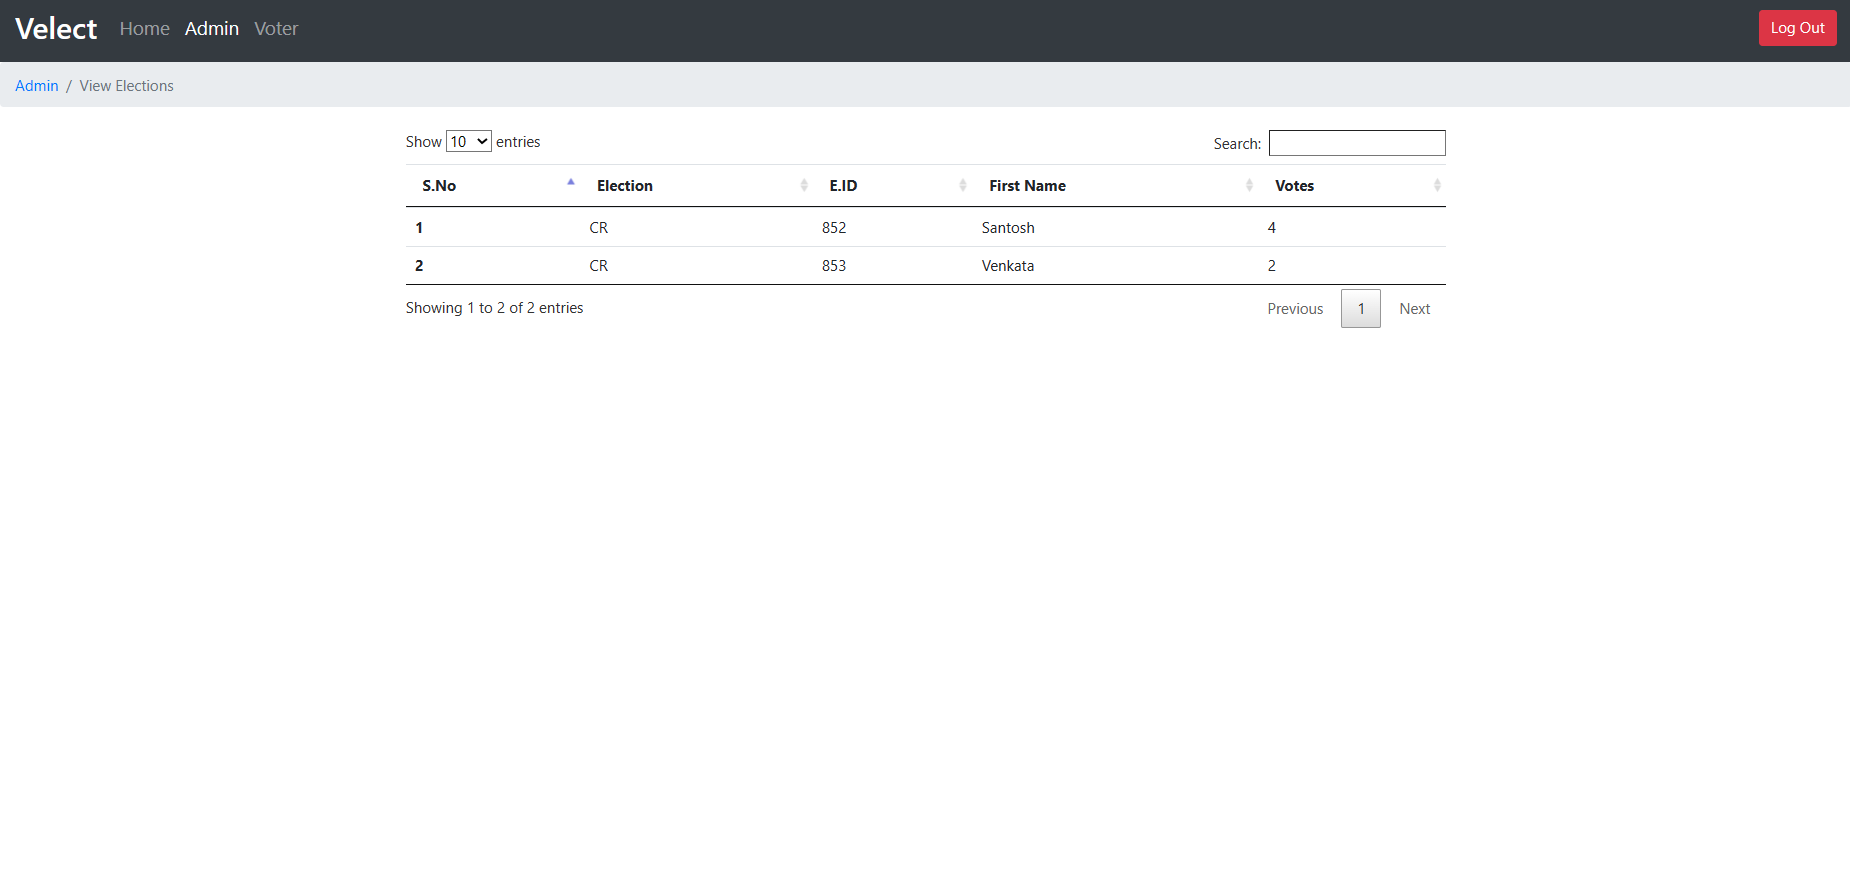 Velect Home Admin Voter Log Out
Admin / View Elections
Show 10 entries Search:
S.No Election E.ID First Name Votes
1 CR 852 Santosh 4
2 CR 853 Venkata 2
Showing 1 to 2 of 2 entries Previous 1 Next